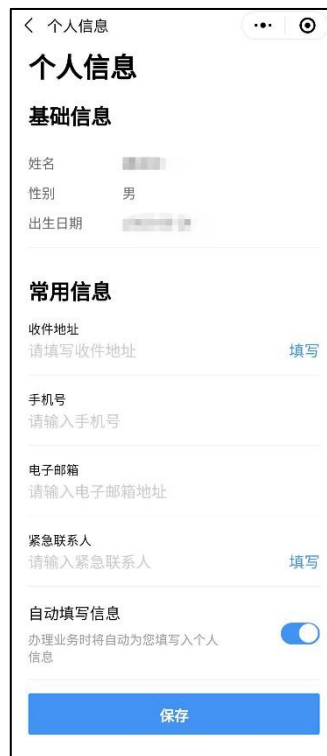 个人信息
个人信息
基础信息
姓名
性别 男
出生日期
常用信息
收件地址
请填写收件地址 填写
手机号
请输入手机号
电子邮箱
请输入电子邮箱地址
紧急联系人
请输入紧急联系人 填写
自动填写信息
办理业务时将自动为您填写入个人
信息
保存